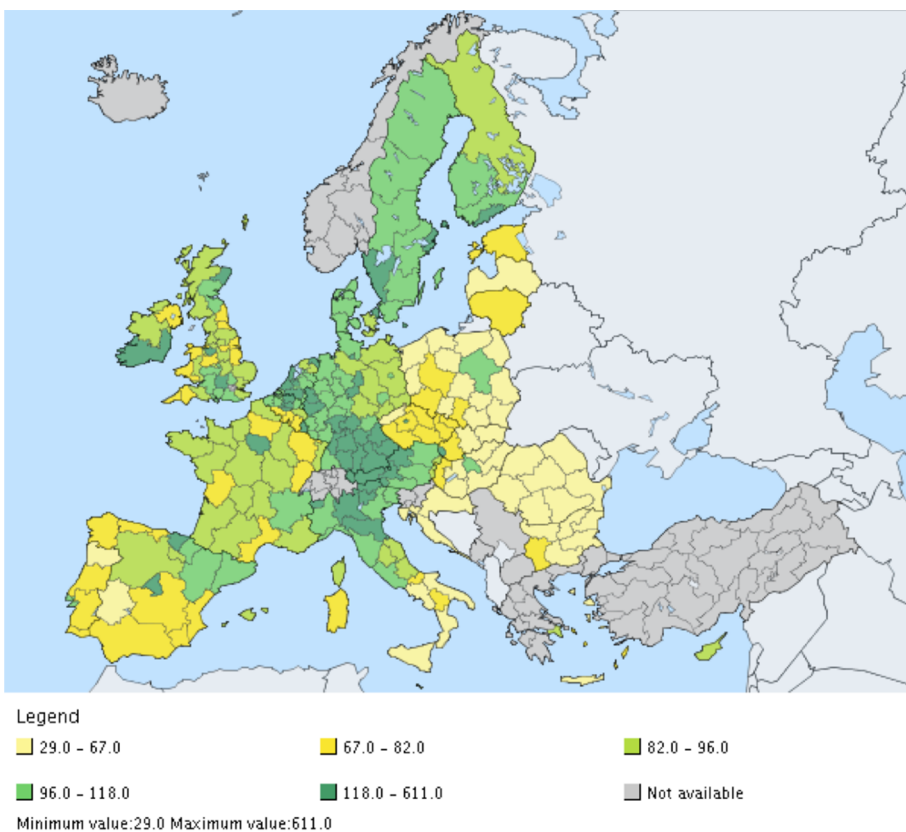 Legend
29.0 - 67.0 67.0 - 82.0 82.0 - 96.0
96.0 - 118.0 118.0 - 611.0 Not available
Minimum value:29.0 Maximum value:611.0